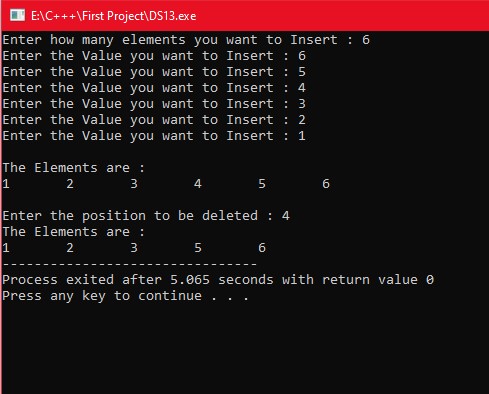 E:\C+++\First Project\DS13.exe
Enter how many elements you want to Insert : 6
Enter the Value you want to Insert : 6
Enter the Value you want to Insert : 5
Enter the Value you want to Insert : 4
Enter the Value you want to Insert : 3
Enter the Value you want to Insert : 2
Enter the Value you want to Insert : 1
The Elements are :
1 2 3 4 5 6
Enter the position to be deleted : 4
The Elements are :
1 2 3 5 6
--------------------------------
Process exited after 5.065 seconds with return value 0
Press any key to continue . . .